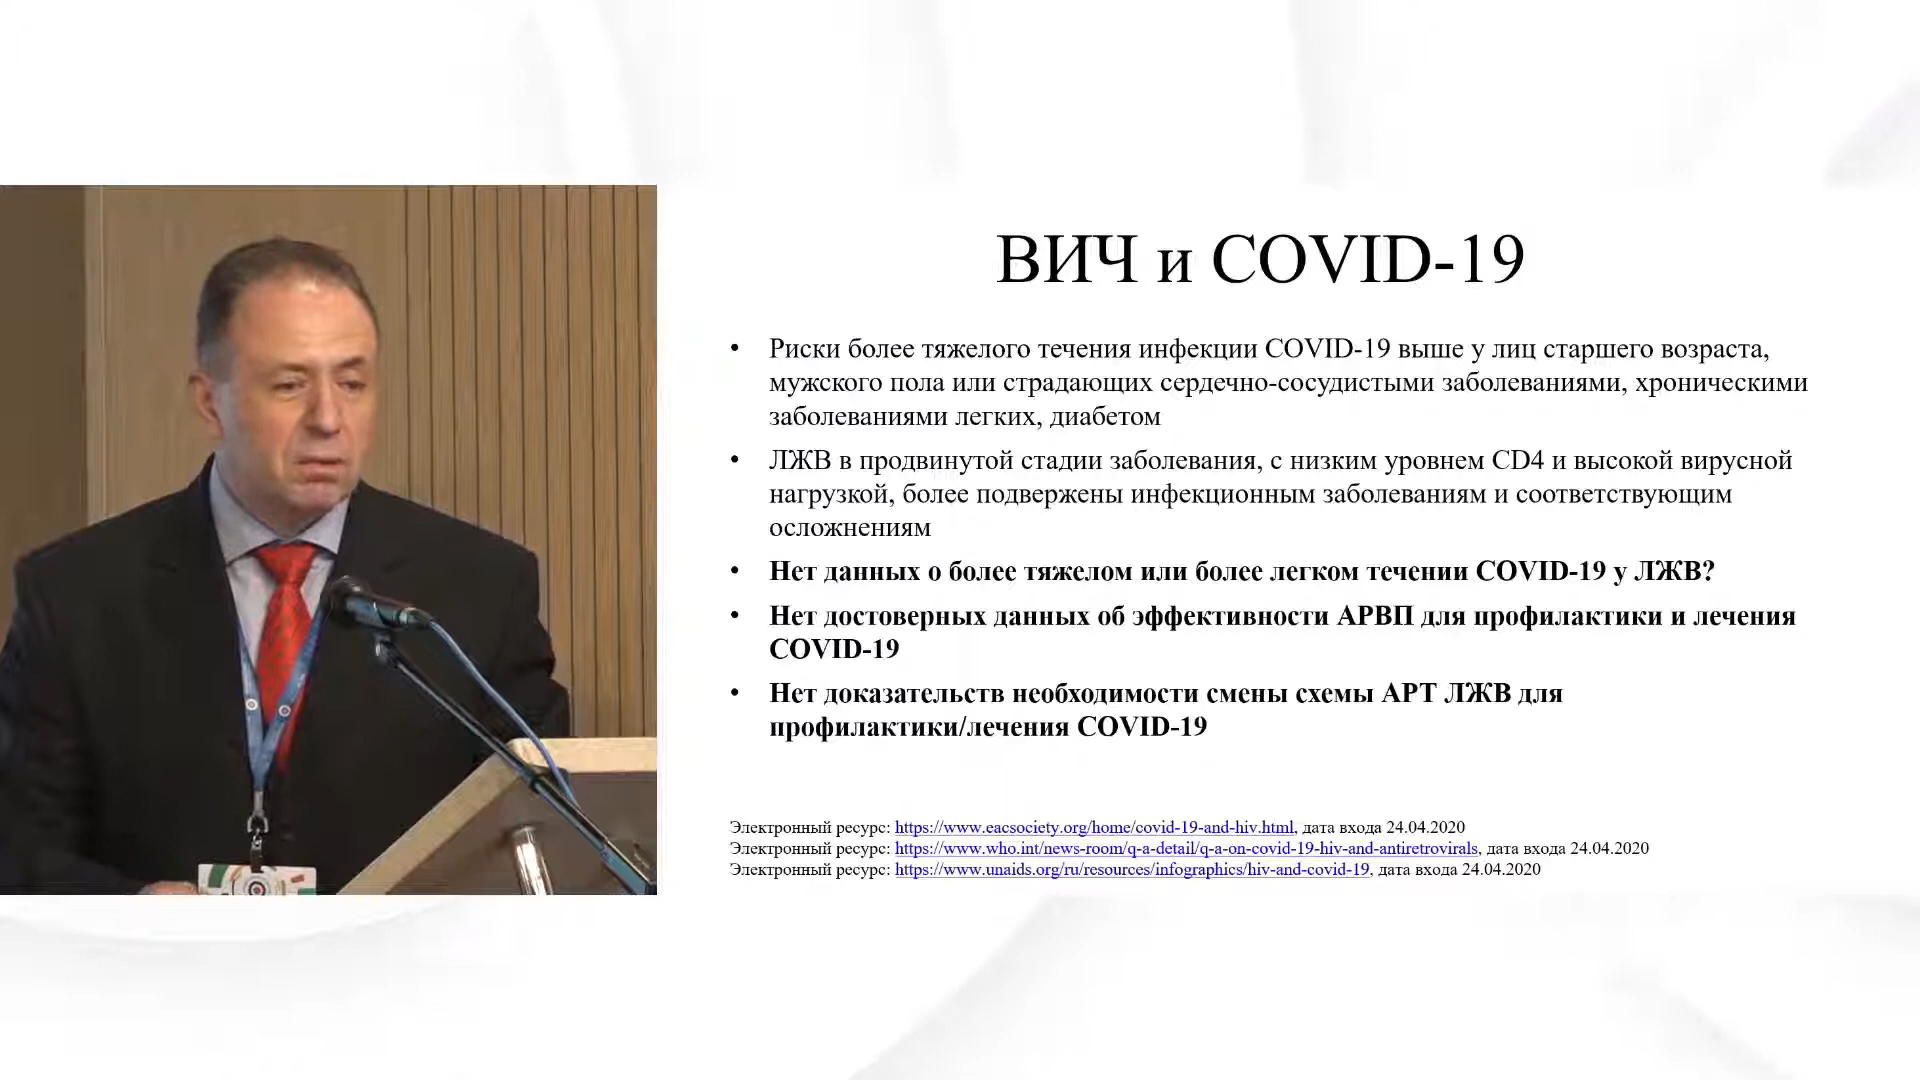 ВИЧ и COVID-19
• Риски более тяжелого течения инфекции COVID-19 выше у лиц старшего возраста,
мужского пола или страдающих сердечно-сосудистыми заболеваниями, хроническими
заболеваниями легких, диабетом
• ЛЖВ в продвинутой стадии заболевания, с низким уровнем CD4 и высокой вирусной
нагрузкой, более подвержены инфекционным заболеваниям и соответствующим
осложнениям
• Нет данных о более тяжелом или более легком течении COVID-19 у ЛЖВ?
• Нет достоверных данных об эффективности АРВП для профилактики и лечения
COVID-19
• Нет доказательств необходимости смены схемы АРТ ЛЖВ для
профилактики/лечения COVID-19
Электронный ресурс: https://www.eacsociety.org/home/covid-19-and-hiv.html, дата входа 24.04.2020
Электронный ресурс: https://www.who.int/news-room/q-a-detail/q-a-on-covid-19-hiv-and-antiretrovirals, дата входа 24.04.2020
Электронный ресурс: https://www.unaids.org/ru/resources/infographics/hiv-and-covid-19, дата входа 24.04.2020